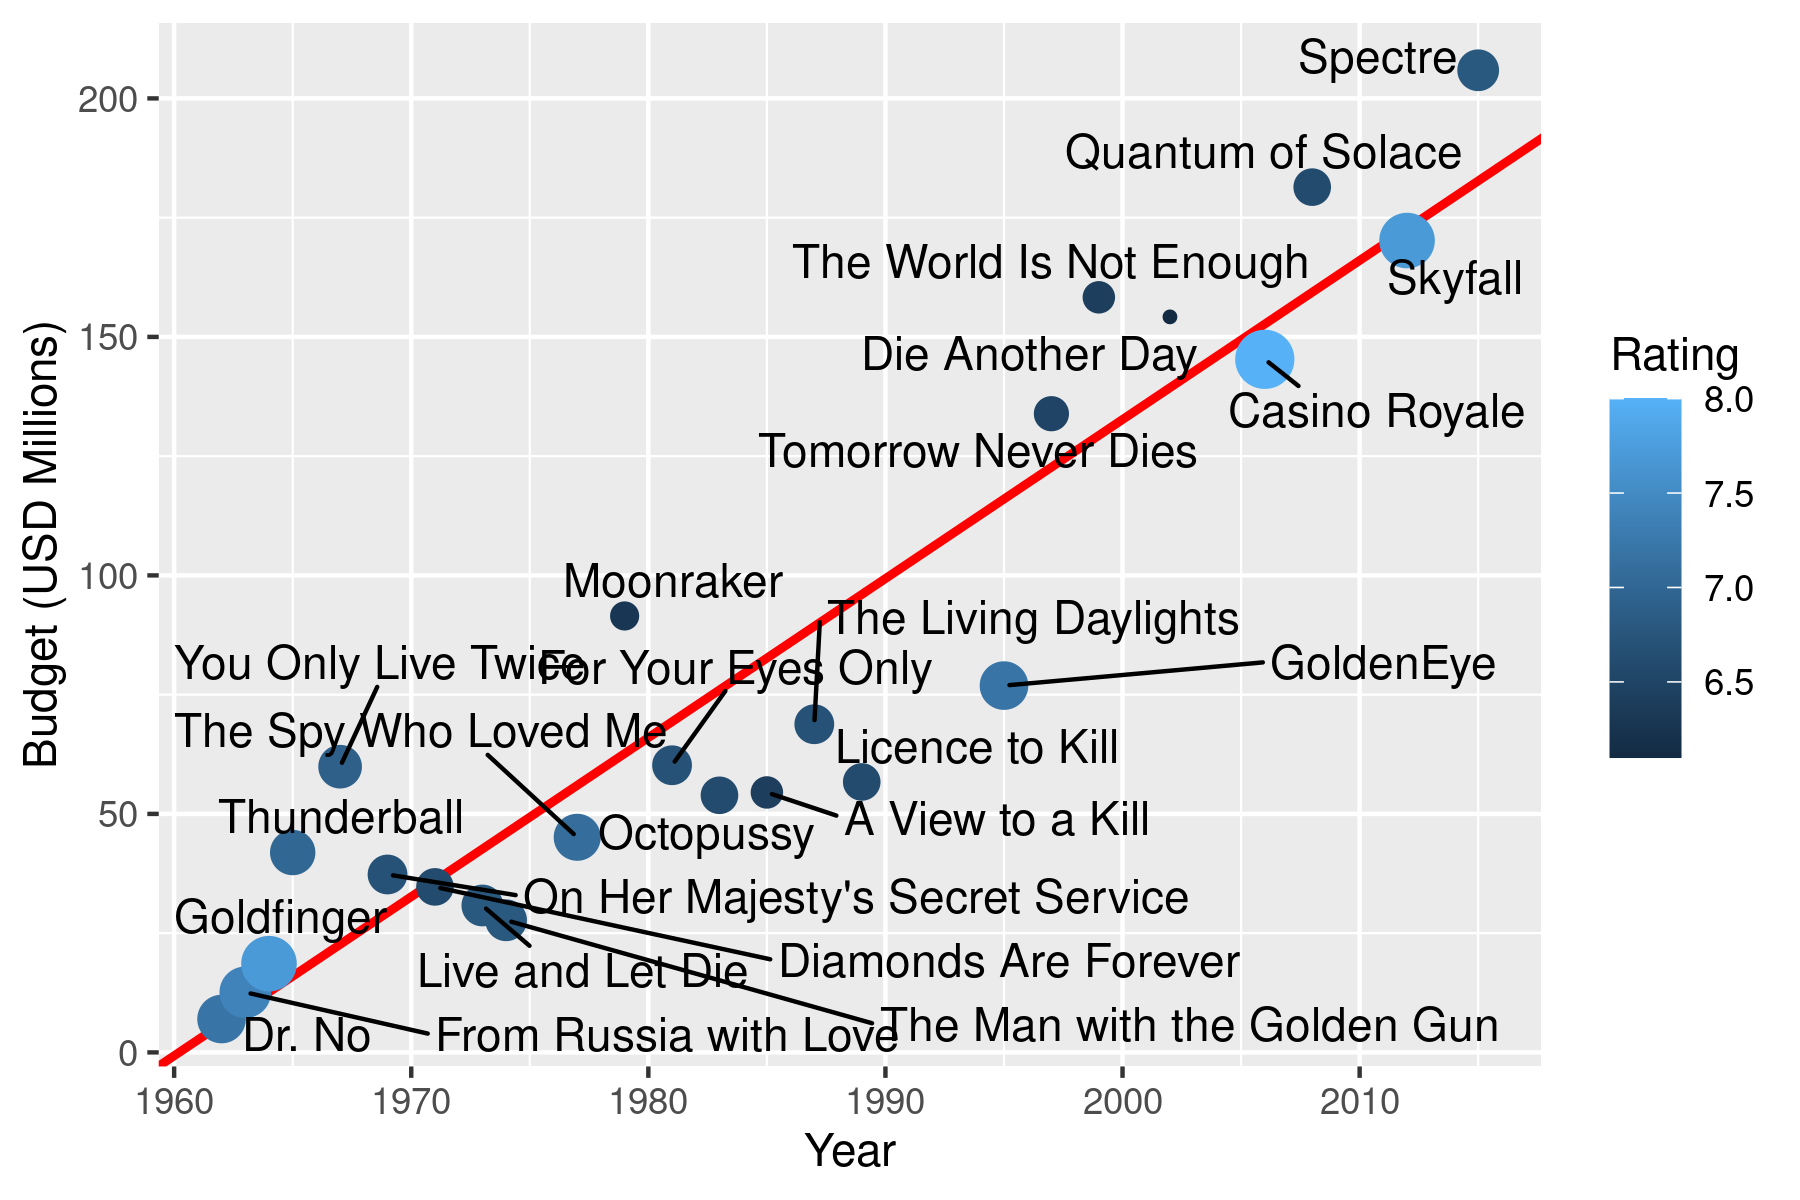 Spectre
200
Quantum of Solace
The World Is Not Enough
Skyfall
150
Die Another Day
Casino Royale
Tomorrow Never Dies
100
Moonraker
The Living Daylights
You Only Live Twice
For Your Eyes Only
GoldenEye
The Spy Who Loved Me
Licence to Kill
50
Thunderball
A View to a Kill
Octopussy
On Her Majesty's Secret Service
Goldfinger
Diamonds Are Forever
Live and Let Die
The Man with the Golden Gun
Dr. No
From Russia with Love
0
1960 1970 1980 1990 2000 2010
Year
Budget (USD Millions)
Rating
8.0
7.5
7.0
6.5